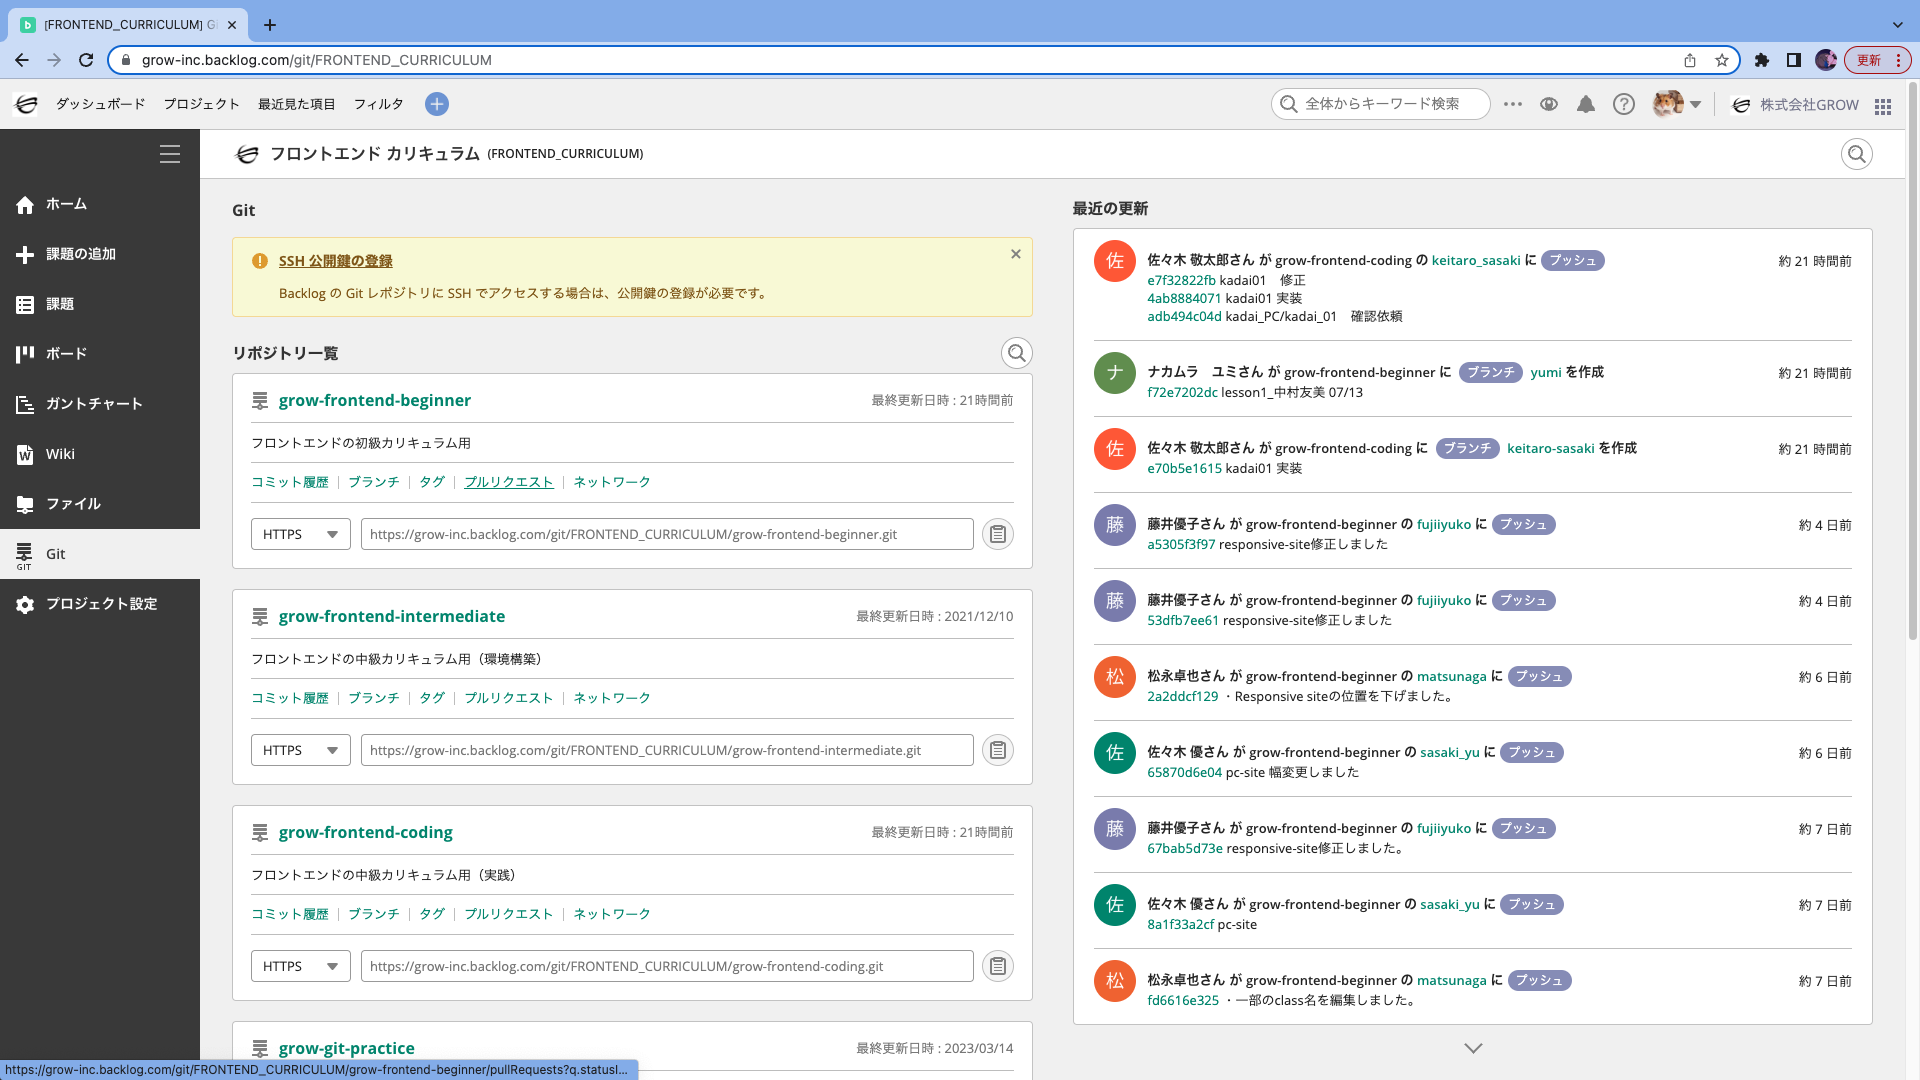 [FRONTEND_CURRICULUM] G
grow-inc.backlog.com/git/FRONTEND_CURRICULUM
更新
ダッシュボード プロジェクト 最近見た項目 フィルタ
全体からキーワード検索
株式会社GROW
フロントエンド カリキュラム (FRONTEND_CURRICULUM)
ホーム
課題の追加
課題
ボード
ガントチャート
Wiki
ファイル
Git
GIT
プロジェクト設定
Git
SSH 公開鍵の登録
Backlog の Git レポジトリに SSH でアクセスする場合は、公開鍵の登録が必要です。
リポジトリ一覧
grow-frontend-beginner 最終更新日時 : 21時間前
フロントエンドの初級カリキュラム用
コミット履歴 | ブランチ | タグ | プルリクエスト | ネットワーク
HTTPS https://grow-inc.backlog.com/git/FRONTEND_CURRICULUM/grow-frontend-beginner.git
grow-frontend-intermediate 最終更新日時 : 2021/12/10
フロントエンドの中級カリキュラム用（環境構築）
コミット履歴 | ブランチ | タグ | プルリクエスト | ネットワーク
HTTPS https://grow-inc.backlog.com/git/FRONTEND_CURRICULUM/grow-frontend-intermediate.git
grow-frontend-coding 最終更新日時 : 21時間前
フロントエンドの中級カリキュラム用（実践）
コミット履歴 | ブランチ | タグ | プルリクエスト | ネットワーク
HTTPS https://grow-inc.backlog.com/git/FRONTEND_CURRICULUM/grow-frontend-coding.git
grow-git-practice 最終更新日時 : 2023/03/14
https://grow-inc.backlog.com/git/FRONTEND_CURRICULUM/grow-frontend-beginner/pullRequests?q.statusI...
最近の更新
佐 佐々木 敬太郎さん が grow-frontend-coding の keitaro_sasaki に プッシュ 約 21 時間前
e7f32822fb kadai01　修正
4ab8884071 kadai01 実装
adb494c04d kadai_PC/kadai_01　確認依頼
ナ ナカムラ　ユミさん が grow-frontend-beginner に ブランチ yumi を作成 約 21 時間前
f72e7202dc lesson1_中村友美 07/13
佐 佐々木 敬太郎さん が grow-frontend-coding に ブランチ keitaro-sasaki を作成 約 21 時間前
e70b5e1615 kadai01 実装
藤 藤井優子さん が grow-frontend-beginner の fujiiyuko に プッシュ 約 4 日前
a5305f3f97 responsive-site修正しました
藤 藤井優子さん が grow-frontend-beginner の fujiiyuko に プッシュ 約 4 日前
53dfb7ee61 responsive-site修正しました
松 松永卓也さん が grow-frontend-beginner の matsunaga に プッシュ 約 6 日前
2a2ddcf129 ・Responsive siteの位置を下げました。
佐 佐々木 優さん が grow-frontend-beginner の sasaki_yu に プッシュ 約 6 日前
65870d6e04 pc-site 幅変更しました
藤 藤井優子さん が grow-frontend-beginner の fujiiyuko に プッシュ 約 7 日前
67bab5d73e responsive-site修正しました。
佐 佐々木 優さん が grow-frontend-beginner の sasaki_yu に プッシュ 約 7 日前
8a1f33a2cf pc-site
松 松永卓也さん が grow-frontend-beginner の matsunaga に プッシュ 約 7 日前
fd6616e325 ・一部のclass名を編集しました。